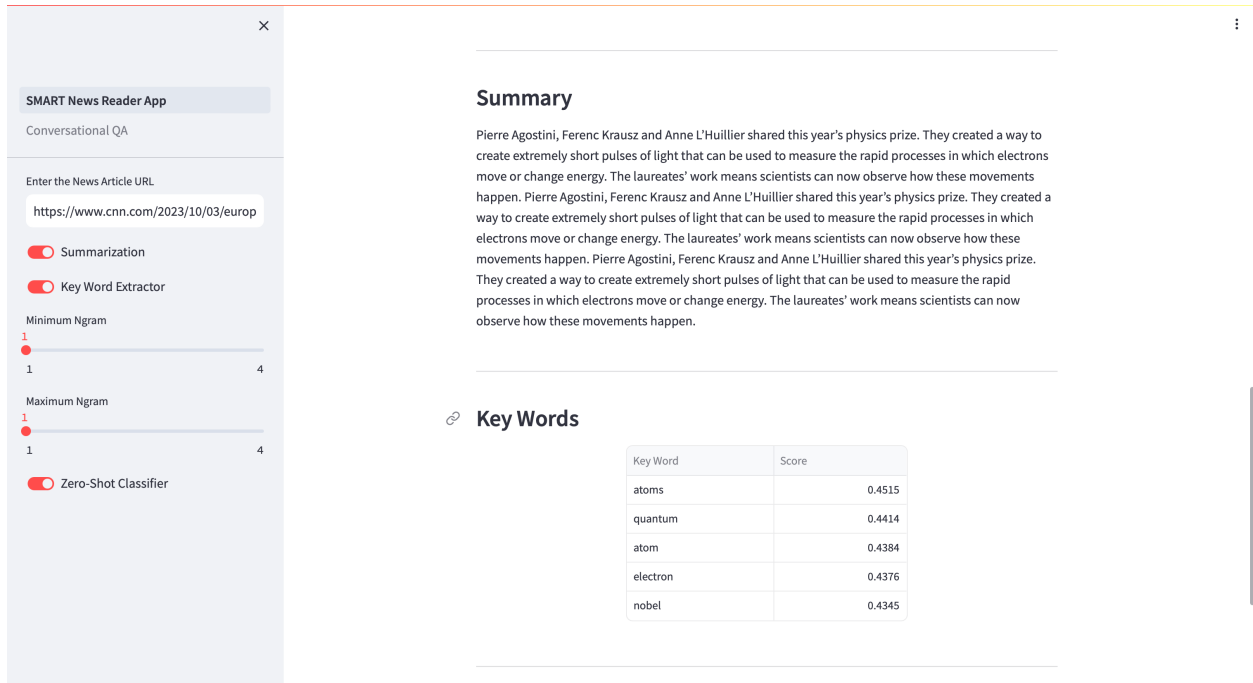 SMART News Reader App
Conversational QA
Enter the News Article URL
https://www.cnn.com/2023/10/03/europ
Summarization
Key Word Extractor
Minimum Ngram
1
1 4
Maximum Ngram
1
1 4
Zero-Shot Classifier
Summary
Pierre Agostini, Ferenc Krausz and Anne L’Huillier shared this year’s physics prize. They created a way to
create extremely short pulses of light that can be used to measure the rapid processes in which electrons
move or change energy. The laureates’ work means scientists can now observe how these movements
happen. Pierre Agostini, Ferenc Krausz and Anne L’Huillier shared this year’s physics prize. They created a
way to create extremely short pulses of light that can be used to measure the rapid processes in which
electrons move or change energy. The laureates’ work means scientists can now observe how these
movements happen. Pierre Agostini, Ferenc Krausz and Anne L’Huillier shared this year’s physics prize.
They created a way to create extremely short pulses of light that can be used to measure the rapid
processes in which electrons move or change energy. The laureates’ work means scientists can now
observe how these movements happen.
Key Words
Key Word Score
atoms 0.4515
quantum 0.4414
atom 0.4384
electron 0.4376
nobel 0.4345